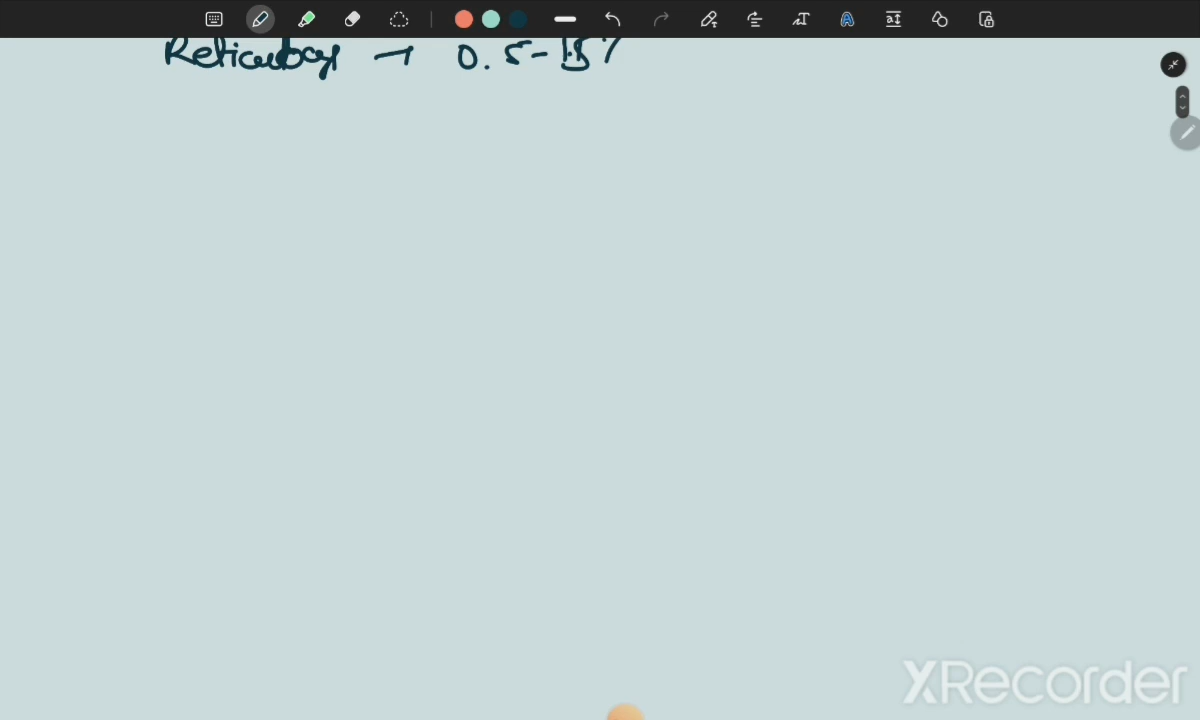 Reticulocyte → 0.5-1.5%
XRecorder